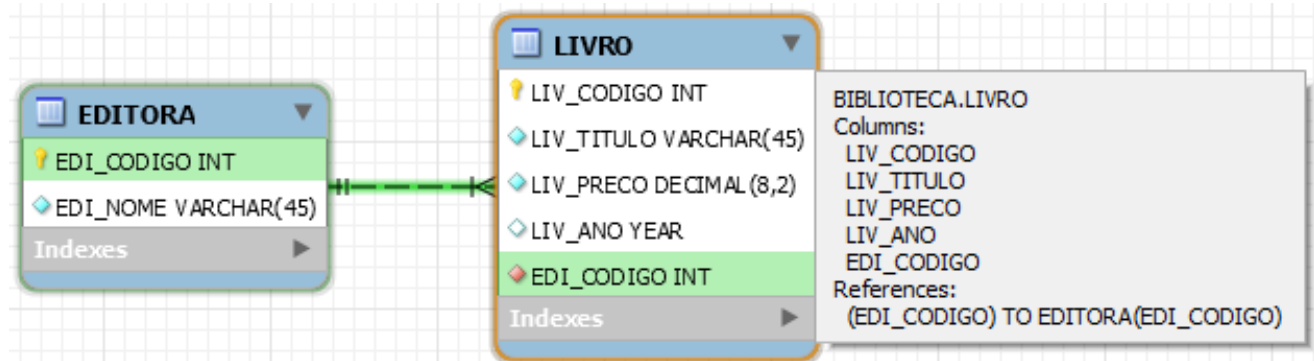 EDITORA
EDI_CODIGO INT
EDI_NOME VARCHAR(45)
Indexes
LIVRO
LIV_CODIGO INT
LIV_TITULO VARCHAR(45)
LIV_PRECO DECIMAL(8,2)
LIV_ANO YEAR
EDI_CODIGO INT
Indexes
BIBLIOTECA.LIVRO
Columns:
LIV_CODIGO
LIV_TITULO
LIV_PRECO
LIV_ANO
EDI_CODIGO
References:
(EDI_CODIGO) TO EDITORA(EDI_CODIGO)